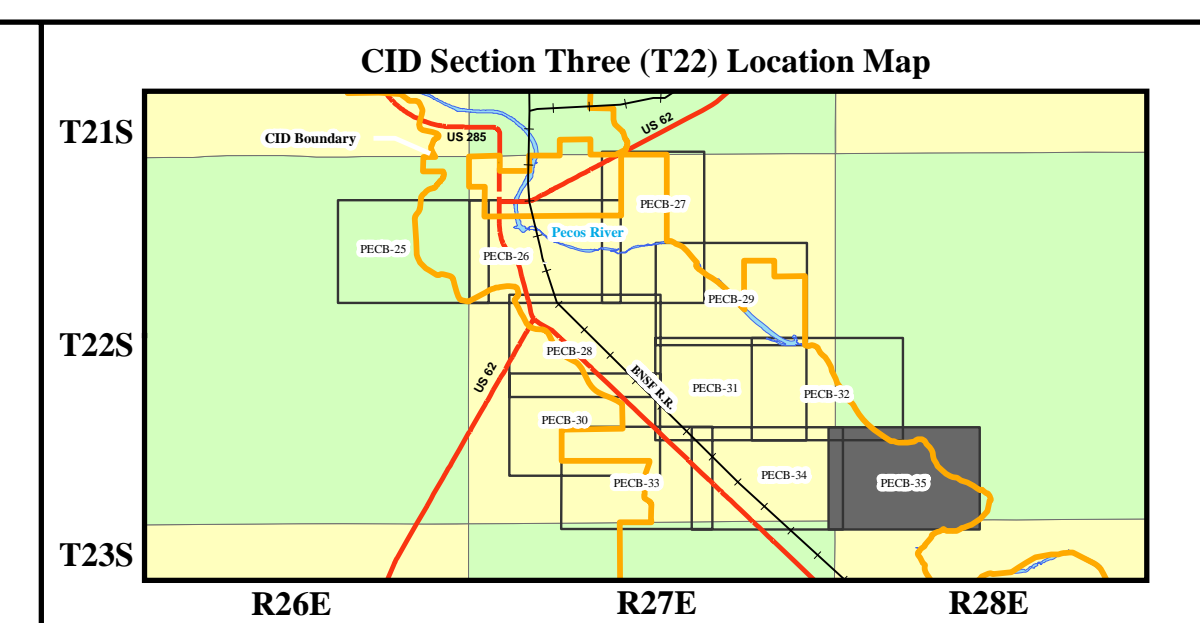 CID Section Three (T22) Location Map
T21S
CID Boundary
US 285
US 62
PECB-27
Pecos River
PECB-25
PECB-26
PECB-29
T22S
PECB-28
US 62
BNSF R.R.
PECB-31
PECB-32
PECB-30
PECB-34
PECB-33
PECB-35
T23S
R26E
R27E
R28E